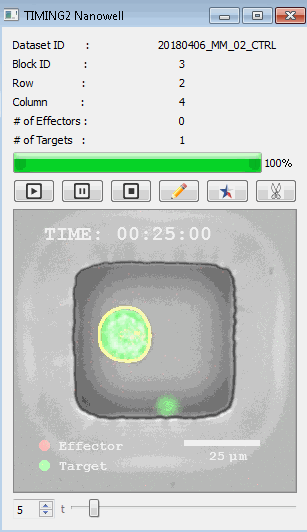 TIMING2 Nanowell
Dataset ID : 20180406_MM_02_CTRL
Block ID : 3
Row : 2
Column : 4
# of Effectors : 0
# of Targets : 1
100%
TIME: 00:25:00
Effector
Target
25 µm
5 t